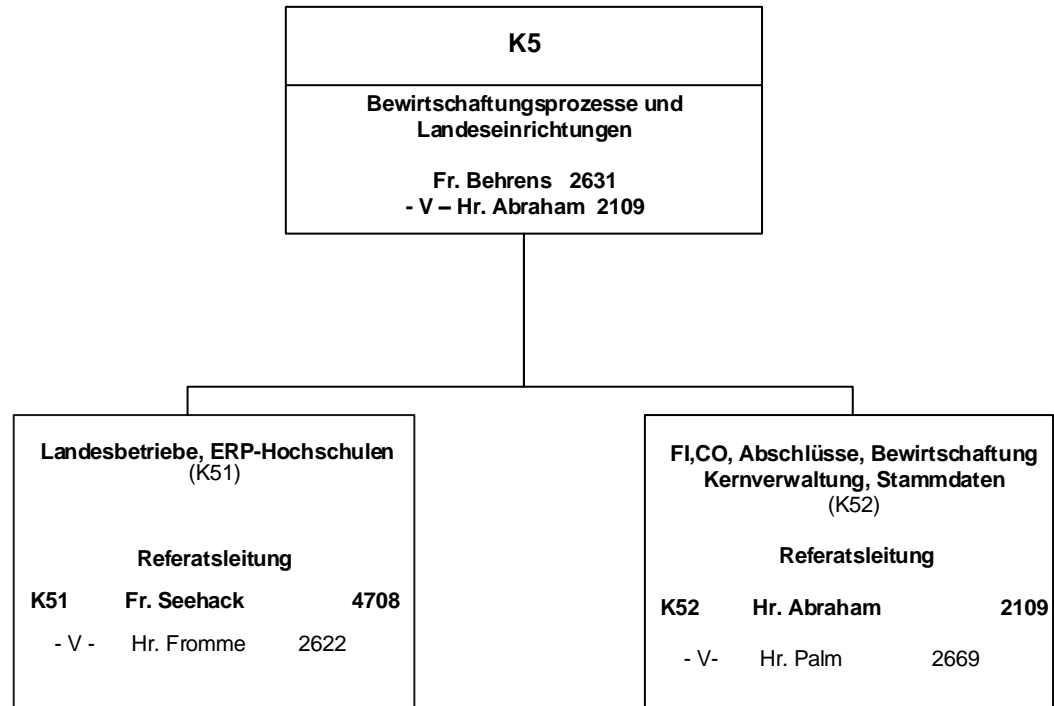 K5
Bewirtschaftungsprozesse und
Landeseinrichtungen
Fr. Behrens 2631
- V – Hr. Abraham 2109
Landesbetriebe, ERP-Hochschulen
(K51)
Referatsleitung
K51 Fr. Seehack 4708
- V - Hr. Fromme 2622
FI,CO, Abschlüsse, Bewirtschaftung
Kernverwaltung, Stammdaten
(K52)
Referatsleitung
K52 Hr. Abraham 2109
- V- Hr. Palm 2669